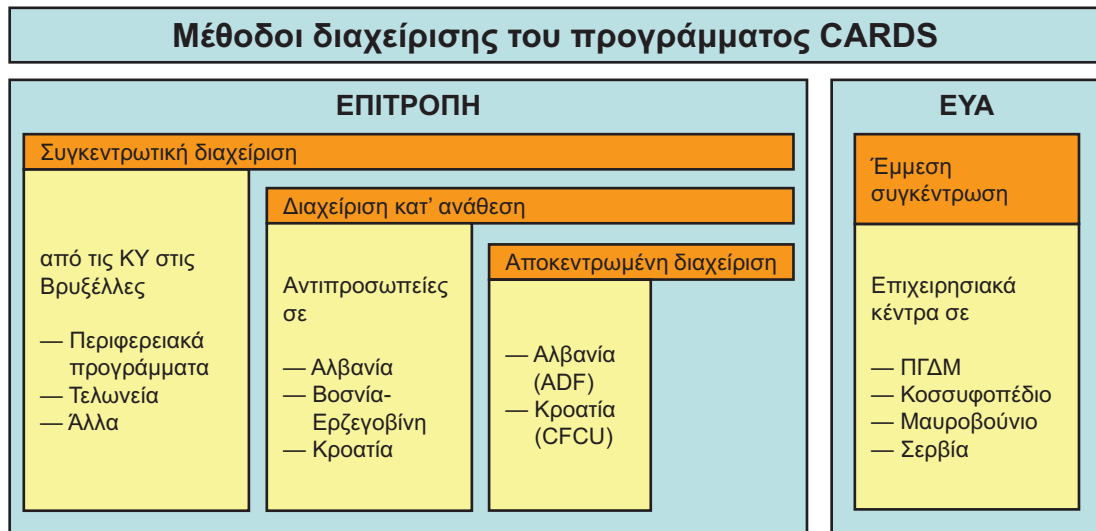 Μέθοδοι διαχείρισης του προγράμματος CARDS
ΕΠΙΤΡΟΠΗ
Συγκεντρωτική διαχείριση
από τις ΚΥ στις
Βρυξέλλες
— Περιφερειακά
προγράμματα
— Τελωνεία
— Άλλα
Διαχείριση κατ’ ανάθεση
Αντιπροσωπείες
σε
— Αλβανία
— Βοσνία-
Ερζεγοβίνη
— Κροατία
Αποκεντρωμένη διαχείριση
— Αλβανία
(ADF)
— Κροατία
(CFCU)
ΕΥΑ
Έμμεση
συγκέντρωση
Επιχειρησιακά
κέντρα σε
— ΠΓΔΜ
— Κοσσυφοπέδιο
— Μαυροβούνιο
— Σερβία